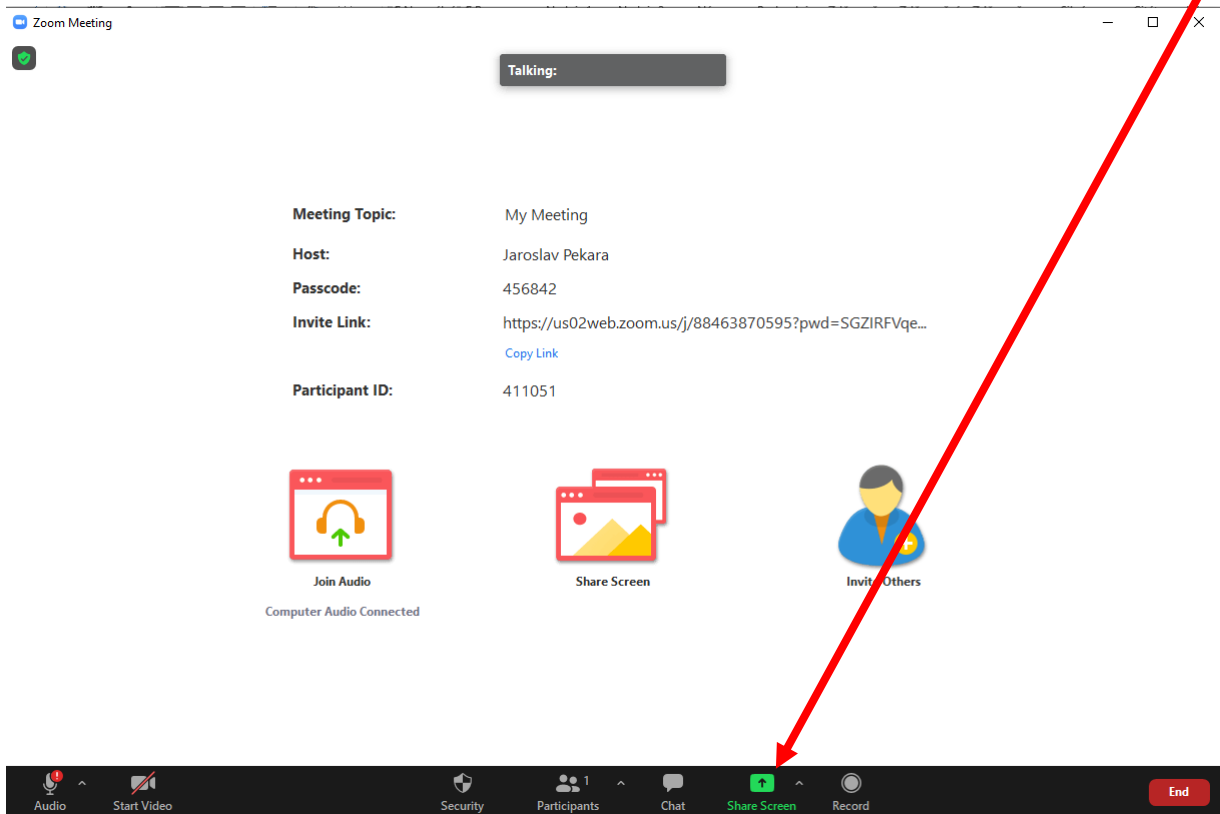 Zoom Meeting
Talking:
Meeting Topic: My Meeting
Host: Jaroslav Pekara
Passcode: 456842
Invite Link: https://us02web.zoom.us/j/88463870595?pwd=SGZIRFVqe...
Copy Link
Participant ID: 411051
Join Audio Share Screen Invite Others
Computer Audio Connected
1
Audio Start Video Security Participants Chat Share Screen Record End